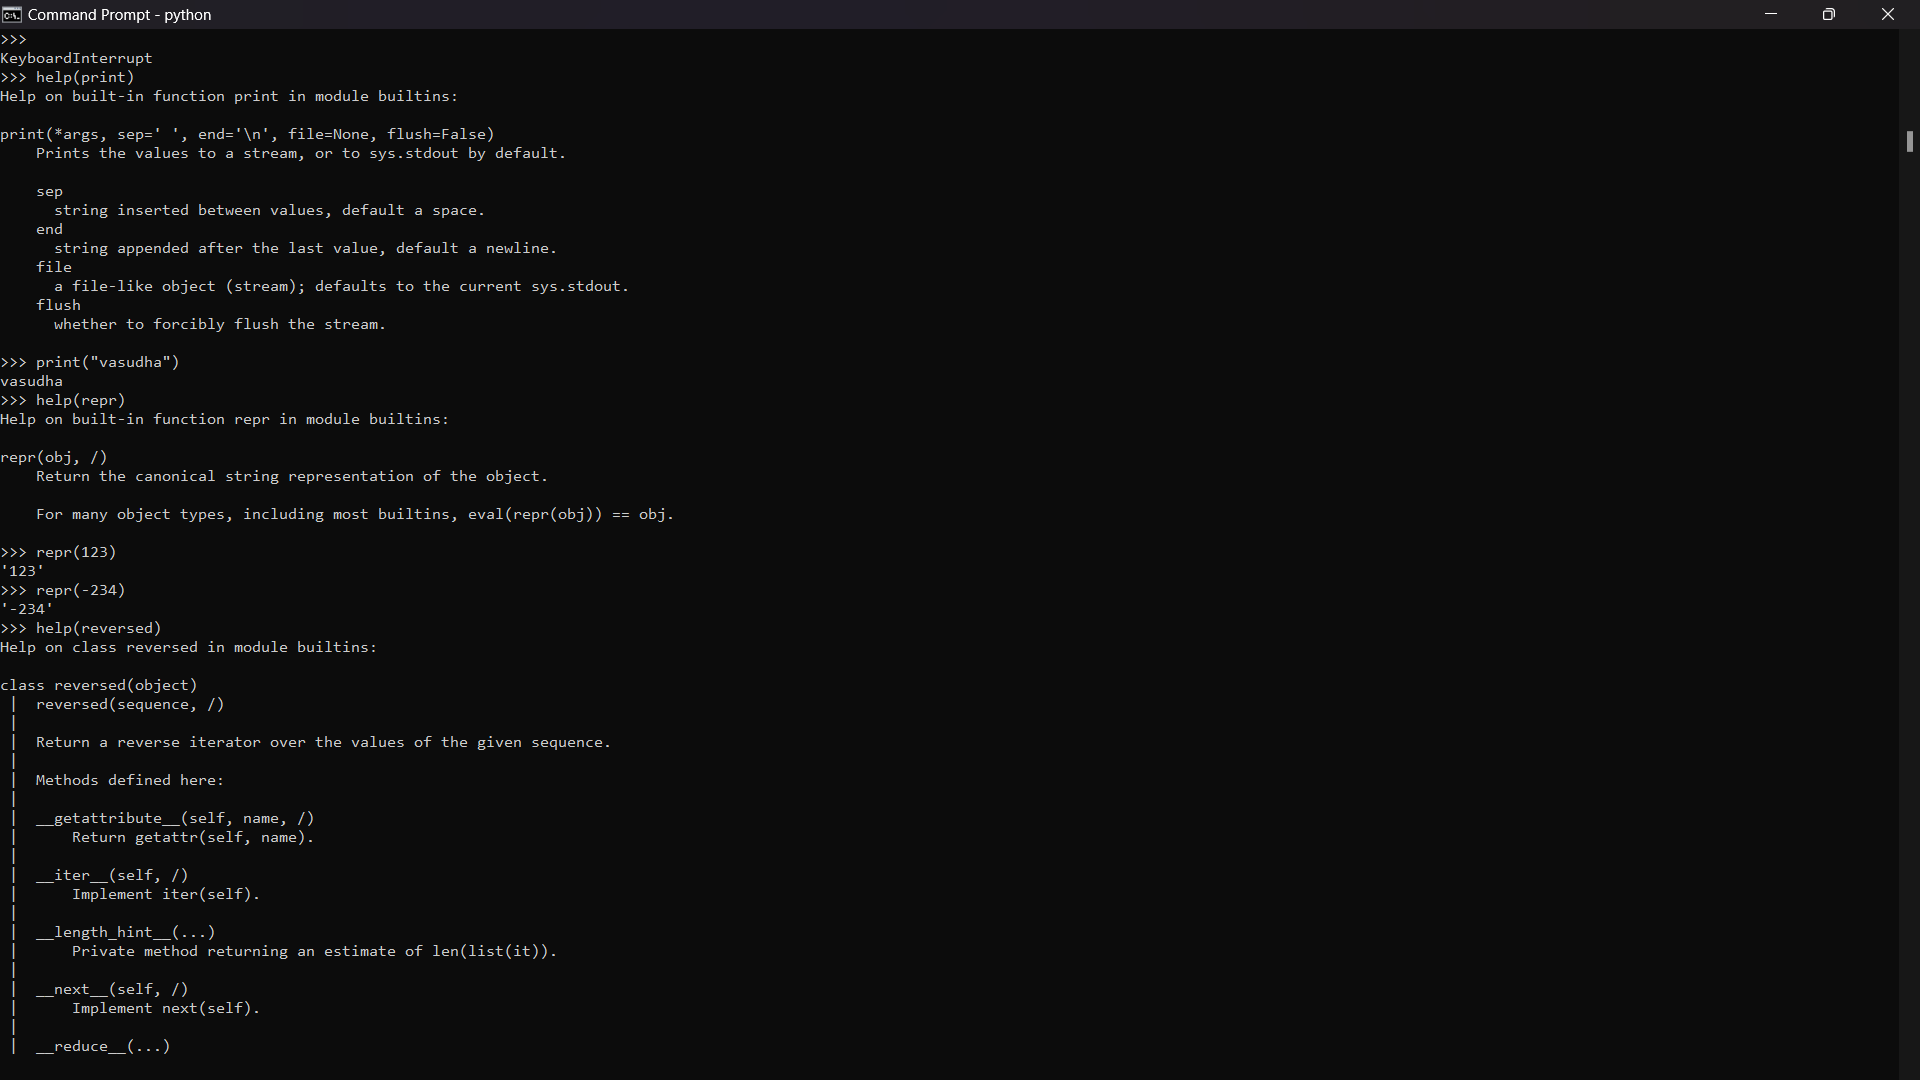 Command Prompt - python
>>>
KeyboardInterrupt
>>> help(print)
Help on built-in function print in module builtins:

print(*args, sep=' ', end='\n', file=None, flush=False)
    Prints the values to a stream, or to sys.stdout by default.

    sep
      string inserted between values, default a space.
    end
      string appended after the last value, default a newline.
    file
      a file-like object (stream); defaults to the current sys.stdout.
    flush
      whether to forcibly flush the stream.

>>> print("vasudha")
vasudha
>>> help(repr)
Help on built-in function repr in module builtins:

repr(obj, /)
    Return the canonical string representation of the object.

    For many object types, including most builtins, eval(repr(obj)) == obj.

>>> repr(123)
'123'
>>> repr(-234)
'-234'
>>> help(reversed)
Help on class reversed in module builtins:

class reversed(object)
 |  reversed(sequence, /)
 |
 |  Return a reverse iterator over the values of the given sequence.
 |
 |  Methods defined here:
 |
 |  __getattribute__(self, name, /)
 |      Return getattr(self, name).
 |
 |  __iter__(self, /)
 |      Implement iter(self).
 |
 |  __length_hint__(...)
 |      Private method returning an estimate of len(list(it)).
 |
 |  __next__(self, /)
 |      Implement next(self).
 |
 |  __reduce__(...)